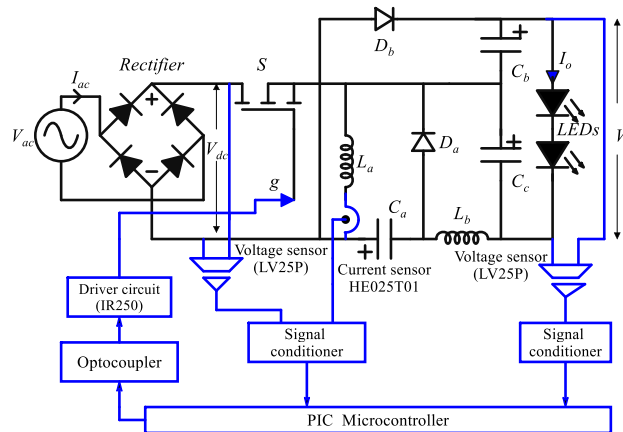 I_ac
Rectifier
S
D_b
C_b
I_o
V_ac
V_dc
g
L_a
D_a
C_c
LEDs
V
C_a
L_b
Voltage sensor
(LV25P)
Current sensor
HE025T01
Voltage sensor
(LV25P)
Driver circuit
(IR250)
Optocoupler
Signal
conditioner
Signal
conditioner
PIC Microcontroller